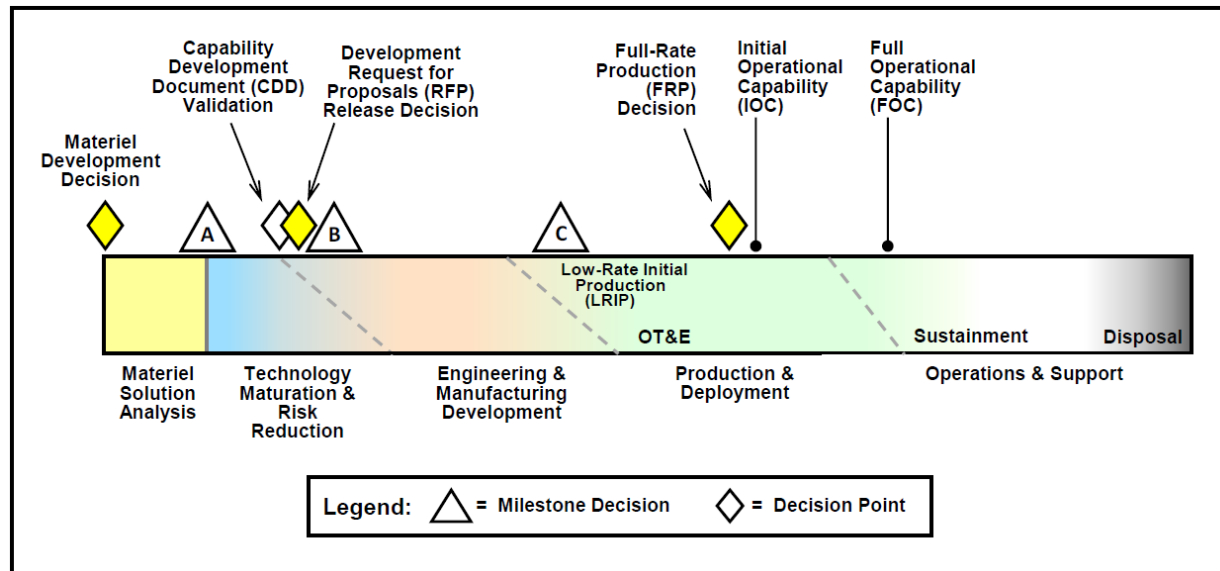 Capability
Development
Document (CDD)
Validation
Development
Request for
Proposals (RFP)
Release Decision
Full-Rate
Production
(FRP)
Decision
Initial
Operational
Capability
(IOC)
Full
Operational
Capability
(FOC)
Materiel
Development
Decision
A
B
C
Low-Rate Initial
Production
(LRIP)
OT&E
Sustainment
Disposal
Materiel
Solution
Analysis
Technology
Maturation &
Risk
Reduction
Engineering &
Manufacturing
Development
Production &
Deployment
Operations & Support
Legend: = Milestone Decision = Decision Point